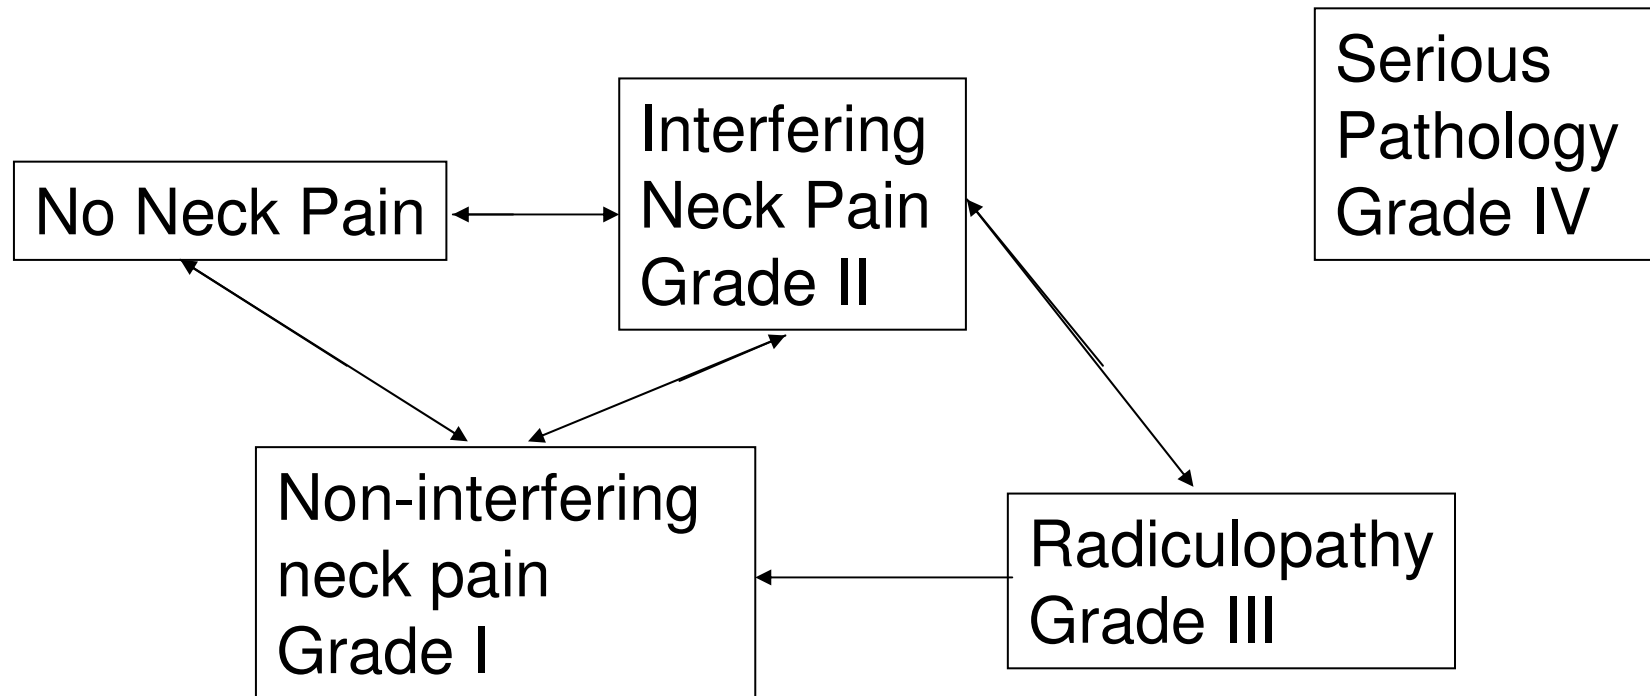 No Neck Pain
Interfering
Neck Pain
Grade II
Serious
Pathology
Grade IV
Non-interfering
neck pain
Grade I
Radiculopathy
Grade III